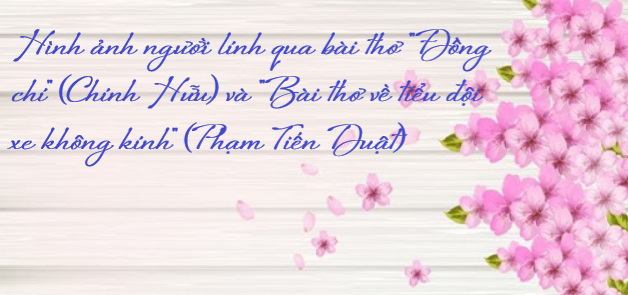 Hình ảnh người lính qua bài thơ "Đồng
chí" (Chính Hữu) và "Bài thơ về tiểu đội
xe không kính" (Phạm Tiến Duật)